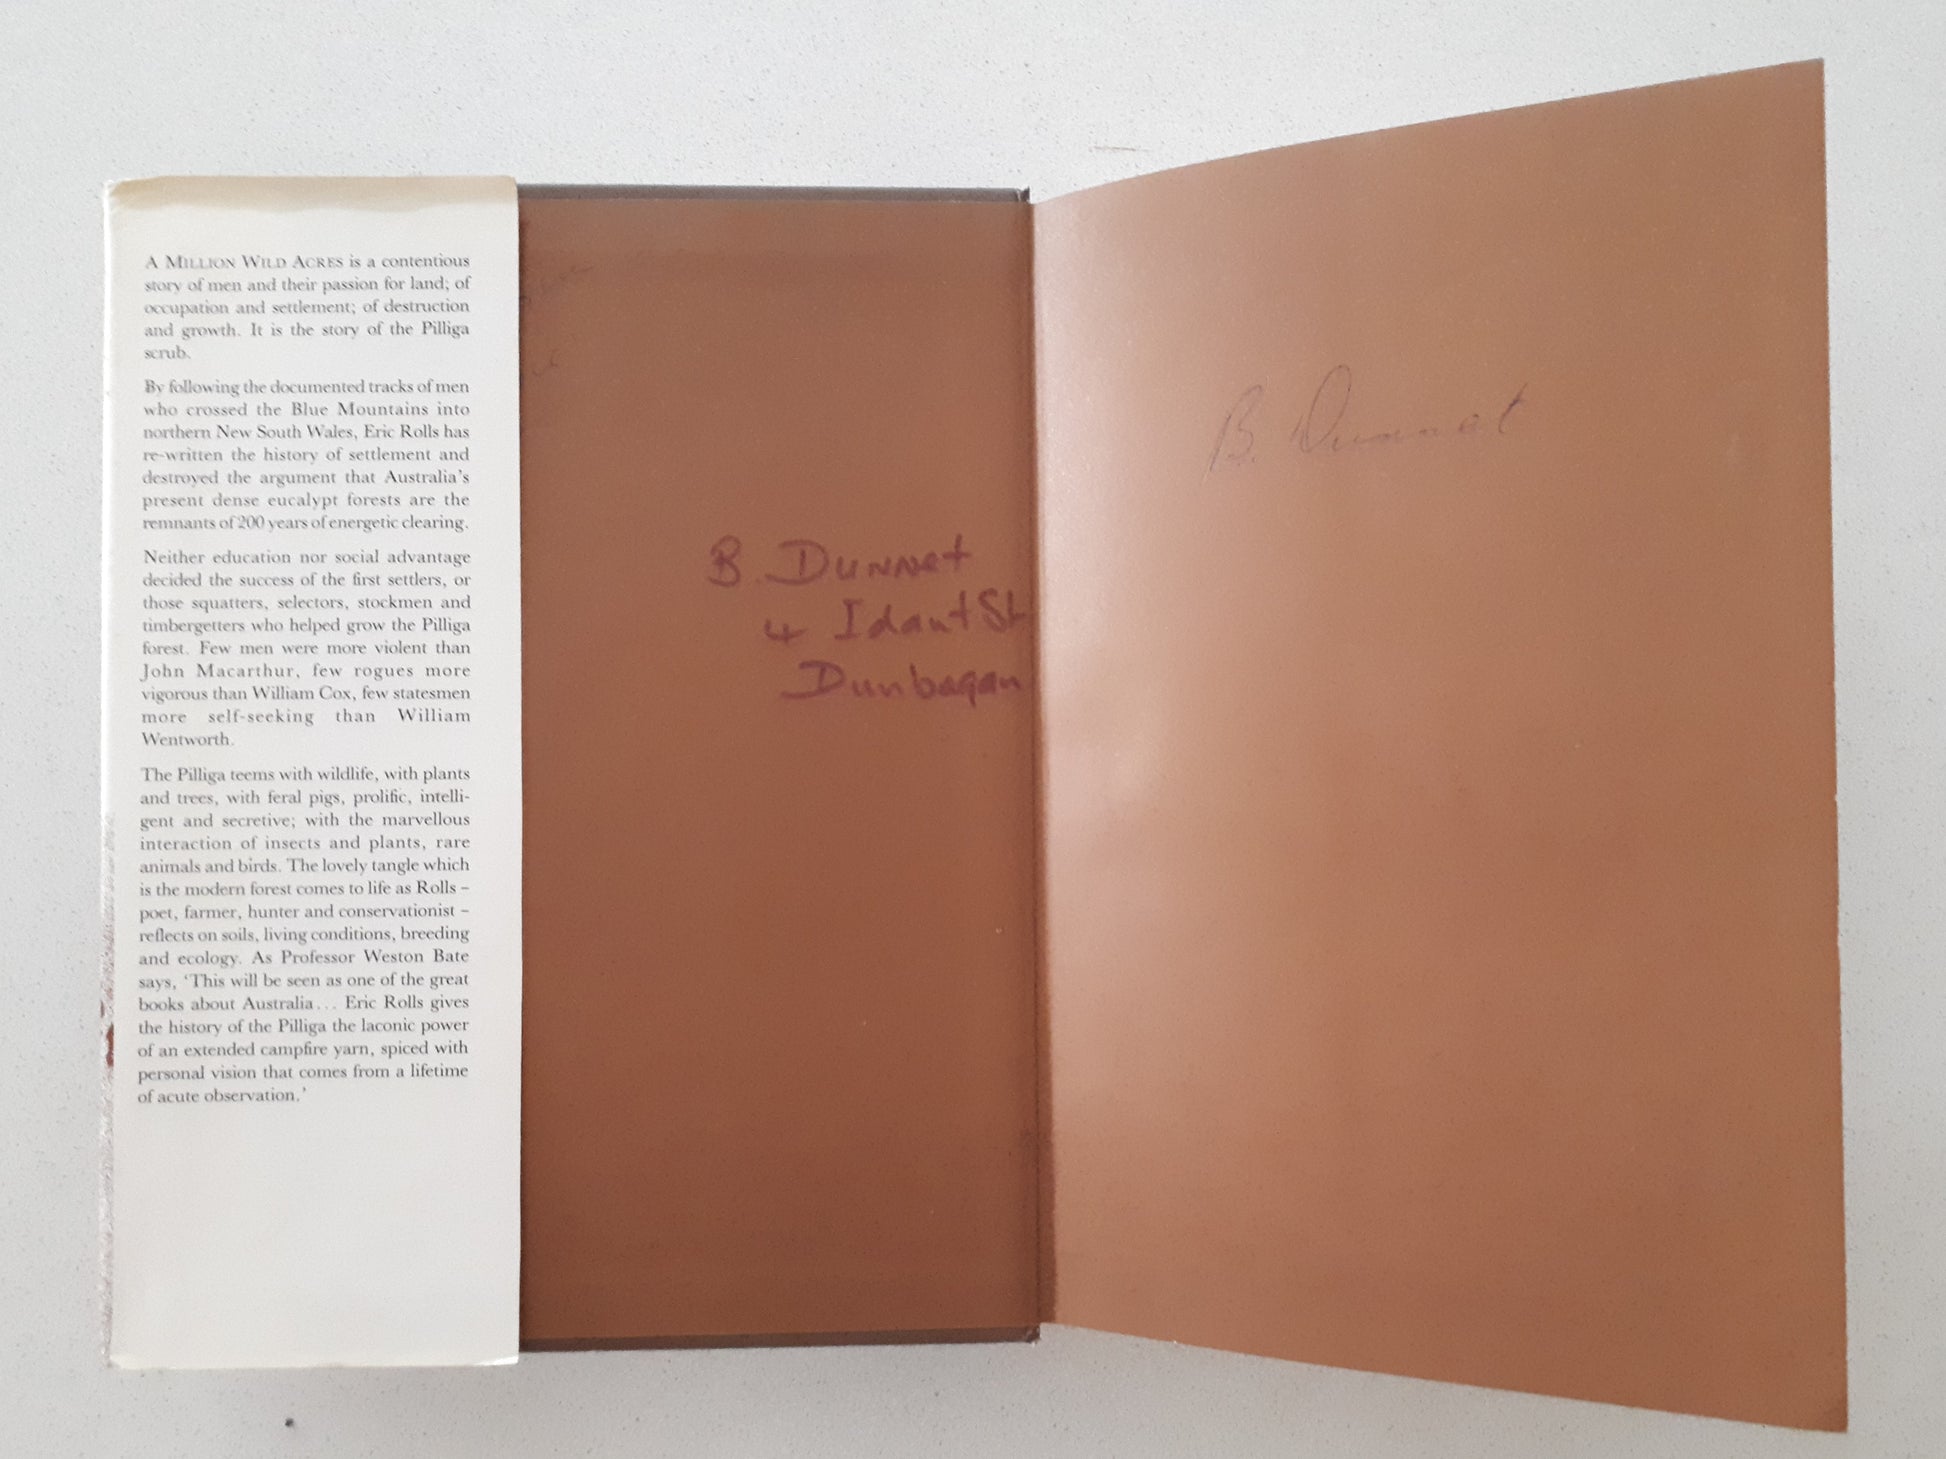 A MILLION WILD ACRES is a contentious
story of men and their passion for land; of
occupation and settlement; of destruction
and growth. It is the story of the Pilliga
scrub.
By following the documented tracks of men
who crossed the Blue Mountains into
northern New South Wales, Eric Rolls has
re-written the history of settlement and
destroyed the argument that Australia's
present dense eucalypt forests are the
remnants of 200 years of energetic clearing.
Neither education nor social advantage
decided the success of the first settlers, or
those squatters, selectors, stockmen and
timbergetters who helped grow the Pilliga
forest. Few men were more violent than
John Macarthur, few rogues more
vigorous than William Cox, few statesmen
more self-seeking than William
Wentworth.
The Pilliga teems with wildlife, with plants
and trees, with feral pigs, prolific, intelli-
gent and secretive; with the marvellous
interaction of insects and plants, rare
animals and birds. The lovely tangle which
is the modern forest comes to life as Rolls –
poet, farmer, hunter and conservationist –
reflects on soils, living conditions, breeding
and ecology. As Professor Weston Bate
says, 'This will be seen as one of the great
books about Australia... Eric Rolls gives
the history of the Pilliga the laconic power
of an extended campfire yarn, spiced with
personal vision that comes from a lifetime
of acute observation.'
B. Dunnet
4 Idant St
Dunbogan
B. Dunnet